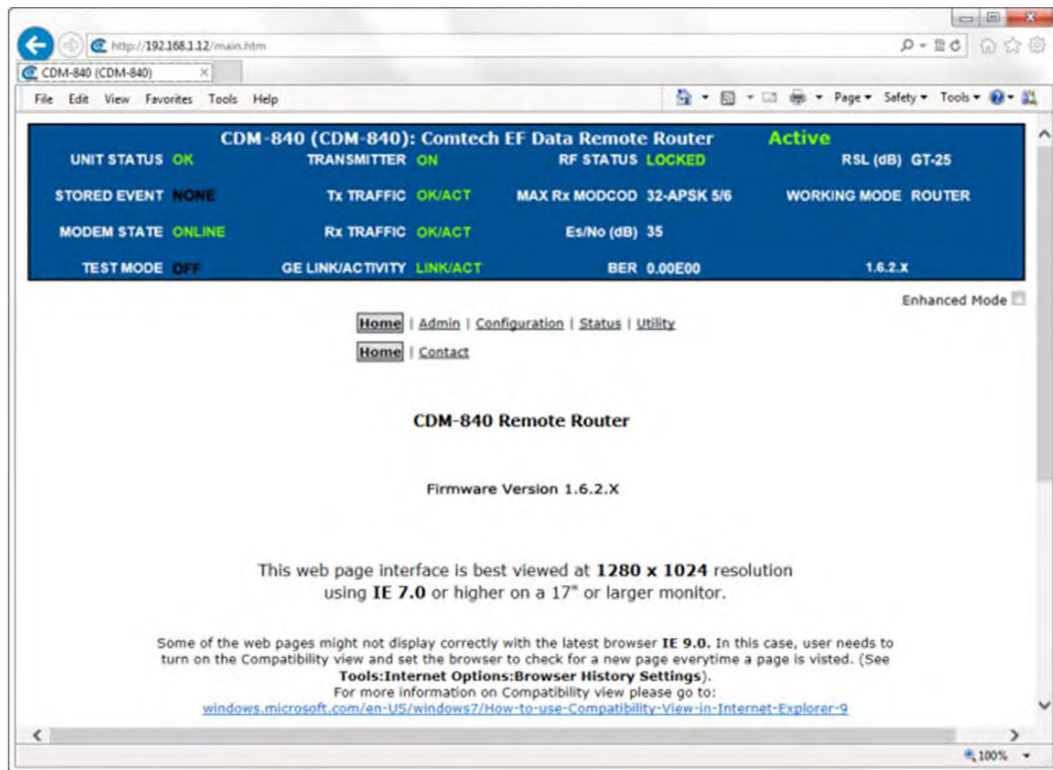 http://192.168.1.12/main.htm
CDM-840 (CDM-840)
File Edit View Favorites Tools Help Page Safety Tools
CDM-840 (CDM-840): Comtech EF Data Remote Router Active
UNIT STATUS OK TRANSMITTER ON RF STATUS LOCKED RSL (dB) GT-25
STORED EVENT NONE Tx TRAFFIC OK/ACT MAX Rx MODCOD 32-APSK 5/6 WORKING MODE ROUTER
MODEM STATE ONLINE Rx TRAFFIC OK/ACT Es/No (dB) 35
TEST MODE OFF GE LINK/ACTIVITY LINK/ACT BER 0.00E00 1.6.2.X
Enhanced Mode
Home | Admin | Configuration | Status | Utility
Home | Contact
CDM-840 Remote Router
Firmware Version 1.6.2.X
This web page interface is best viewed at 1280 x 1024 resolution
using IE 7.0 or higher on a 17" or larger monitor.
Some of the web pages might not display correctly with the latest browser IE 9.0. In this case, user needs to
turn on the Compatibility view and set the browser to check for a new page everytime a page is visted. (See
Tools:Internet Options:Browser History Settings).
For more information on Compatibility view please go to:
windows.microsoft.com/en-US/windows7/How-to-use-Compatibility-View-in-Internet-Explorer-9
100%